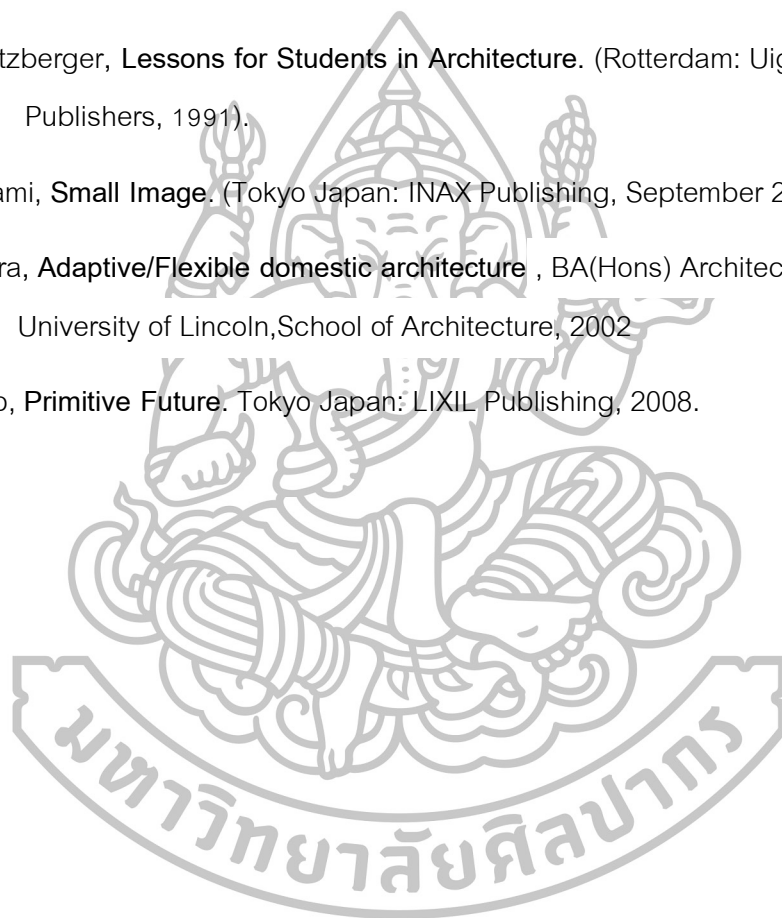 tzberger, Lessons for Students in Architecture. (Rotterdam: Uig
Publishers, 1991).
ami, Small Image. (Tokyo Japan: INAX Publishing, September 2
ra, Adaptive/Flexible domestic architecture , BA(Hons) Architec
University of Lincoln,School of Architecture, 2002
o, Primitive Future. Tokyo Japan: LIXIL Publishing, 2008.
มหาวิทยาลัยศิลปากร